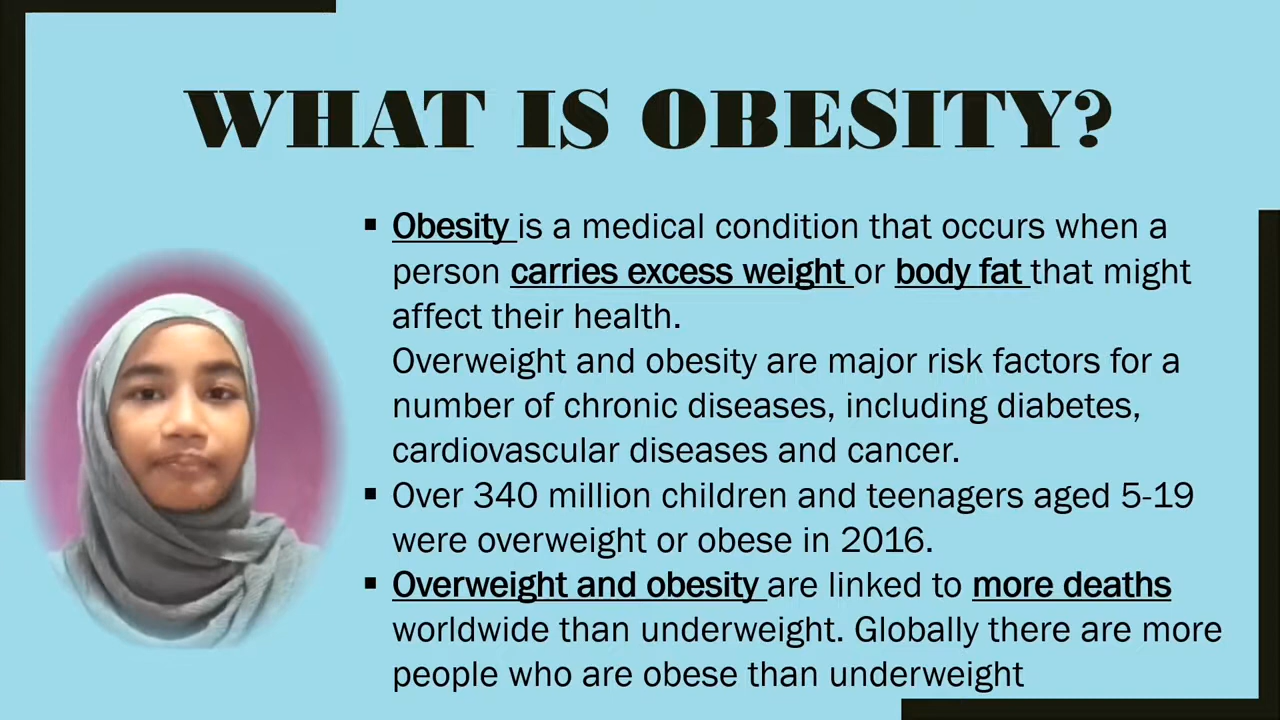 WHAT IS OBESITY?
▪ Obesity is a medical condition that occurs when a
person carries excess weight or body fat that might
affect their health.
Overweight and obesity are major risk factors for a
number of chronic diseases, including diabetes,
cardiovascular diseases and cancer.
▪ Over 340 million children and teenagers aged 5-19
were overweight or obese in 2016.
▪ Overweight and obesity are linked to more deaths
worldwide than underweight. Globally there are more
people who are obese than underweight